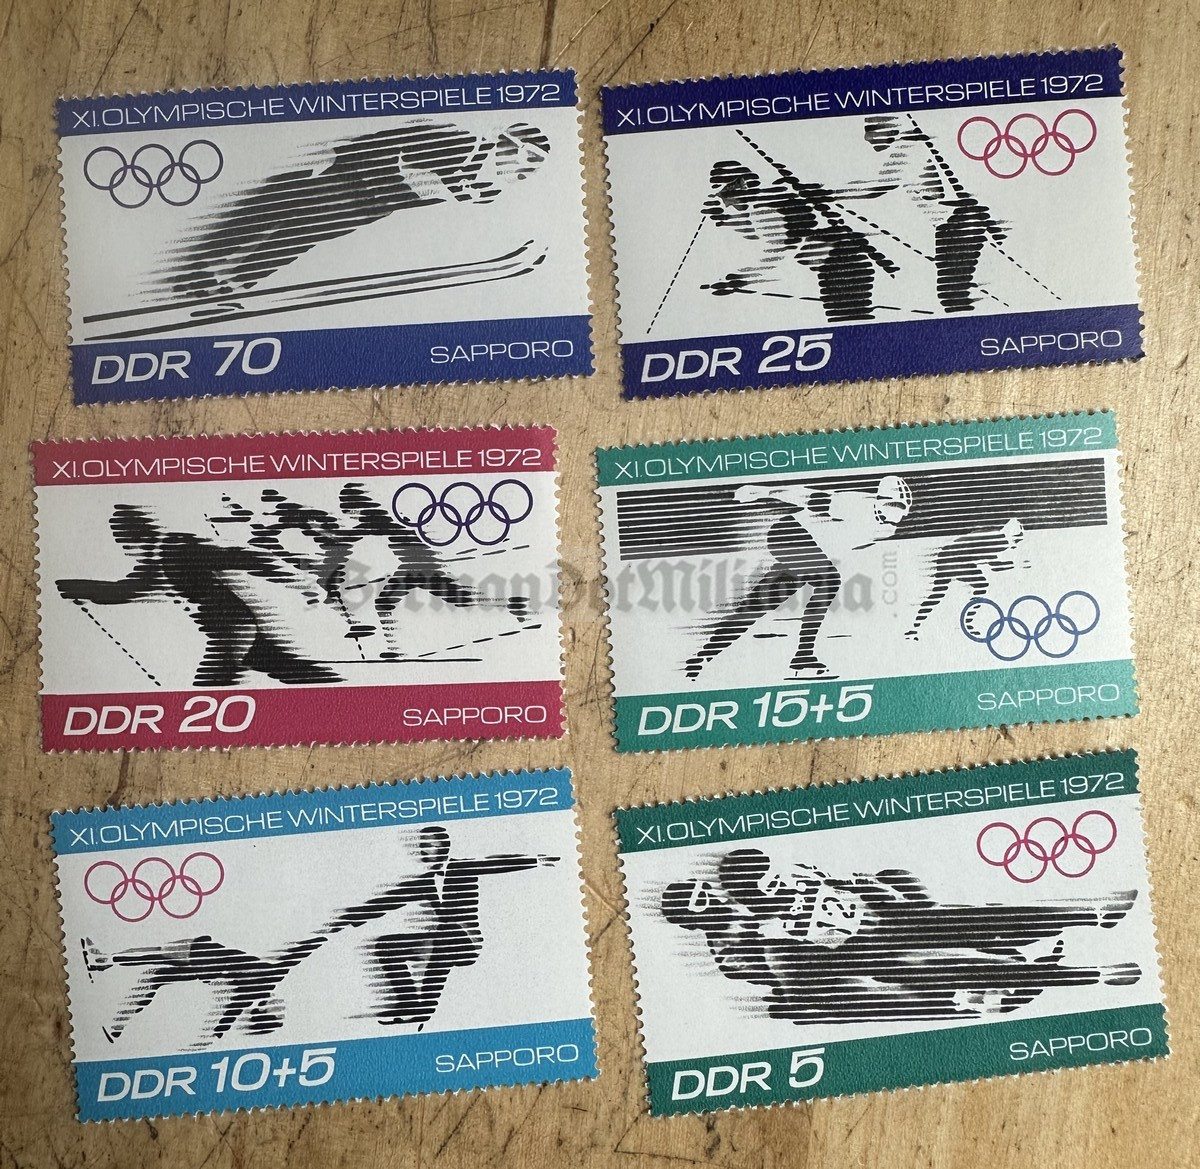 XI. OLYMPISCHE WINTERSPIELE 1972
DDR 70
SAPPORO
XI. OLYMPISCHE WINTERSPIELE 1972
DDR 25
SAPPORO
XI. OLYMPISCHE WINTERSPIELE 1972
DDR 20
SAPPORO
XI. OLYMPISCHE WINTERSPIELE 1972
DDR 15+5
SAPPORO
GermanDotMilitaria
.com
XI. OLYMPISCHE WINTERSPIELE 1972
DDR 10+5
SAPPORO
XI. OLYMPISCHE WINTERSPIELE 1972
DDR 5
SAPPORO